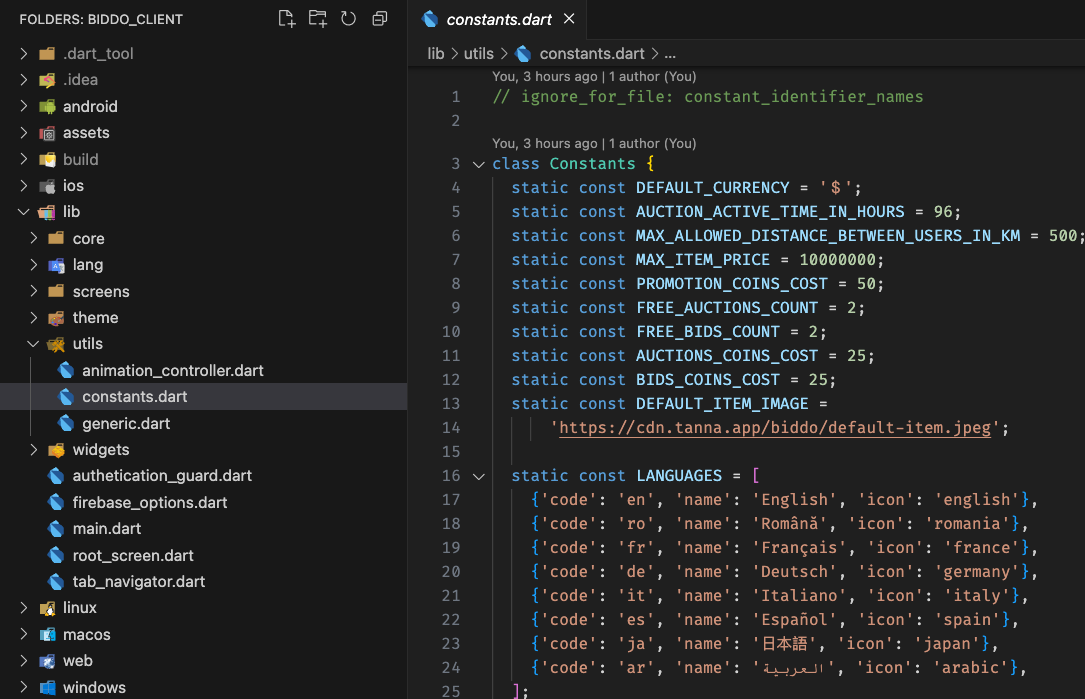 FOLDERS: BIDDO_CLIENT
.dart_tool
.idea
android
assets
build
ios
lib
core
lang
screens
theme
utils
animation_controller.dart
constants.dart
generic.dart
widgets
authetication_guard.dart
firebase_options.dart
main.dart
root_screen.dart
tab_navigator.dart
linux
macos
web
windows
constants.dart
lib > utils > constants.dart > ...
You, 3 hours ago | 1 author (You)
1 // ignore_for_file: constant_identifier_names
2
You, 3 hours ago | 1 author (You)
3 class Constants {
4 static const DEFAULT_CURRENCY = '$';
5 static const AUCTION_ACTIVE_TIME_IN_HOURS = 96;
6 static const MAX_ALLOWED_DISTANCE_BETWEEN_USERS_IN_KM = 500;
7 static const MAX_ITEM_PRICE = 10000000;
8 static const PROMOTION_COINS_COST = 50;
9 static const FREE_AUCTIONS_COUNT = 2;
10 static const FREE_BIDS_COUNT = 2;
11 static const AUCTIONS_COINS_COST = 25;
12 static const BIDS_COINS_COST = 25;
13 static const DEFAULT_ITEM_IMAGE =
14 'https://cdn.tanna.app/biddo/default-item.jpeg';
15
16 static const LANGUAGES = [
17 {'code': 'en', 'name': 'English', 'icon': 'english'},
18 {'code': 'ro', 'name': 'Română', 'icon': 'romania'},
19 {'code': 'fr', 'name': 'Français', 'icon': 'france'},
20 {'code': 'de', 'name': 'Deutsch', 'icon': 'germany'},
21 {'code': 'it', 'name': 'Italiano', 'icon': 'italy'},
22 {'code': 'es', 'name': 'Español', 'icon': 'spain'},
23 {'code': 'ja', 'name': '日本語', 'icon': 'japan'},
24 {'code': 'ar', 'name': 'العربية', 'icon': 'arabic'},
25 ];